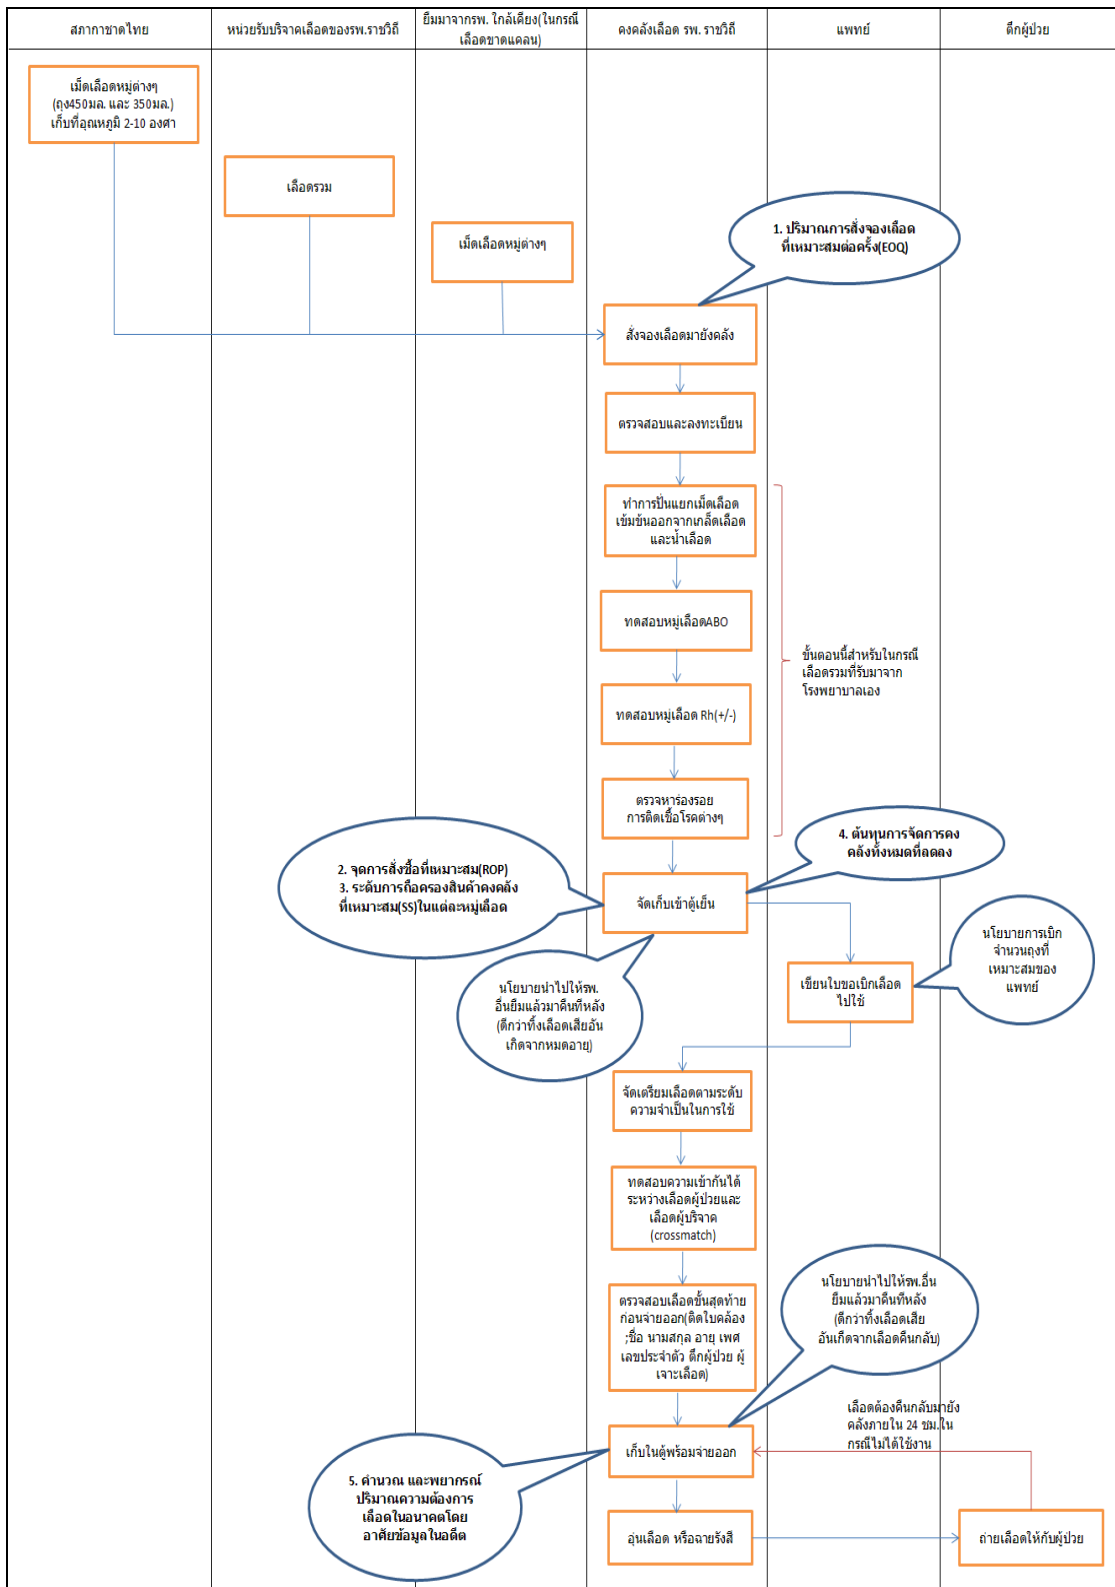 สภากาชาดไทย
หน่วยรับบริจาคเลือดของรพ.ราชวิถี
ยืมมาจากรพ. ใกล้เคียง(ในกรณี
เลือดขาดแคลน)
คงคลังเลือด รพ. ราชวิถี
แพทย์
ตึกผู้ป่วย
เม็ดเลือดหมู่ต่างๆ
(ถุง450มล. และ 350มล.)
เก็บที่อุณหภูมิ 2-10 องศา
เลือดรวม
เม็ดเลือดหมู่ต่างๆ
1. ปริมาณการสั่งจองเลือด
ที่เหมาะสมต่อครั้ง(EOQ)
สั่งจองเลือดมายังคลัง
ตรวจสอบและลงทะเบียน
ทำการปั่นแยกเม็ดเลือด
เข้มข้นออกจากเกล็ดเลือด
และน้ำเลือด
ทดสอบหมู่เลือดABO
ขั้นตอนนี้สำหรับในกรณี
เลือดรวมที่รับมาจาก
โรงพยาบาลเอง
ทดสอบหมู่เลือด Rh(+/-)
ตรวจหาร่องรอย
การติดเชื้อโรคต่างๆ
4. ต้นทุนการจัดการคง
คลังทั้งหมดที่ลดลง
2. จุดการสั่งซื้อที่เหมาะสม(ROP)
3. ระดับการถือครองสินค้าคงคลัง
ที่เหมาะสม(SS)ในแต่ละหมู่เลือด
จัดเก็บเข้าตู้เย็น
นโยบายการเบิก
จำนวนถุงที่
เหมาะสมของ
แพทย์
นโยบายนำไปให้รพ.
อื่นยืมแล้วมาคืนทีหลัง
(ดีกว่าทิ้งเลือดเสียอัน
เกิดจากหมดอายุ)
เขียนใบขอเบิกเลือด
ไปใช้
จัดเตรียมเลือดตามระดับ
ความจำเป็นในการใช้
ทดสอบความเข้ากันได้
ระหว่างเลือดผู้ป่วยและ
เลือดผู้บริจาค
(crossmatch)
นโยบายนำไปให้รพ.อื่น
ยืมแล้วมาคืนทีหลัง
(ดีกว่าทิ้งเลือดเสีย
อันเกิดจากเลือดคืนกลับ)
ตรวจสอบเลือดขั้นสุดท้าย
ก่อนจ่ายออก(ติดใบคล้อง
;ชื่อ นามสกุล อายุ เพศ
เลขประจำตัว ตึกผู้ป่วย ผู้
เจาะเลือด)
เลือดต้องคืนกลับมายัง
คลังภายใน 24 ชม.ใน
กรณีไม่ได้ใช้งาน
เก็บในตู้พร้อมจ่ายออก
5. คำนวณ และพยากรณ์
ปริมาณความต้องการ
เลือดในอนาคตโดย
อาศัยข้อมูลในอดีต
อุ่นเลือด หรือฉายรังสี
ถ่ายเลือดให้กับผู้ป่วย